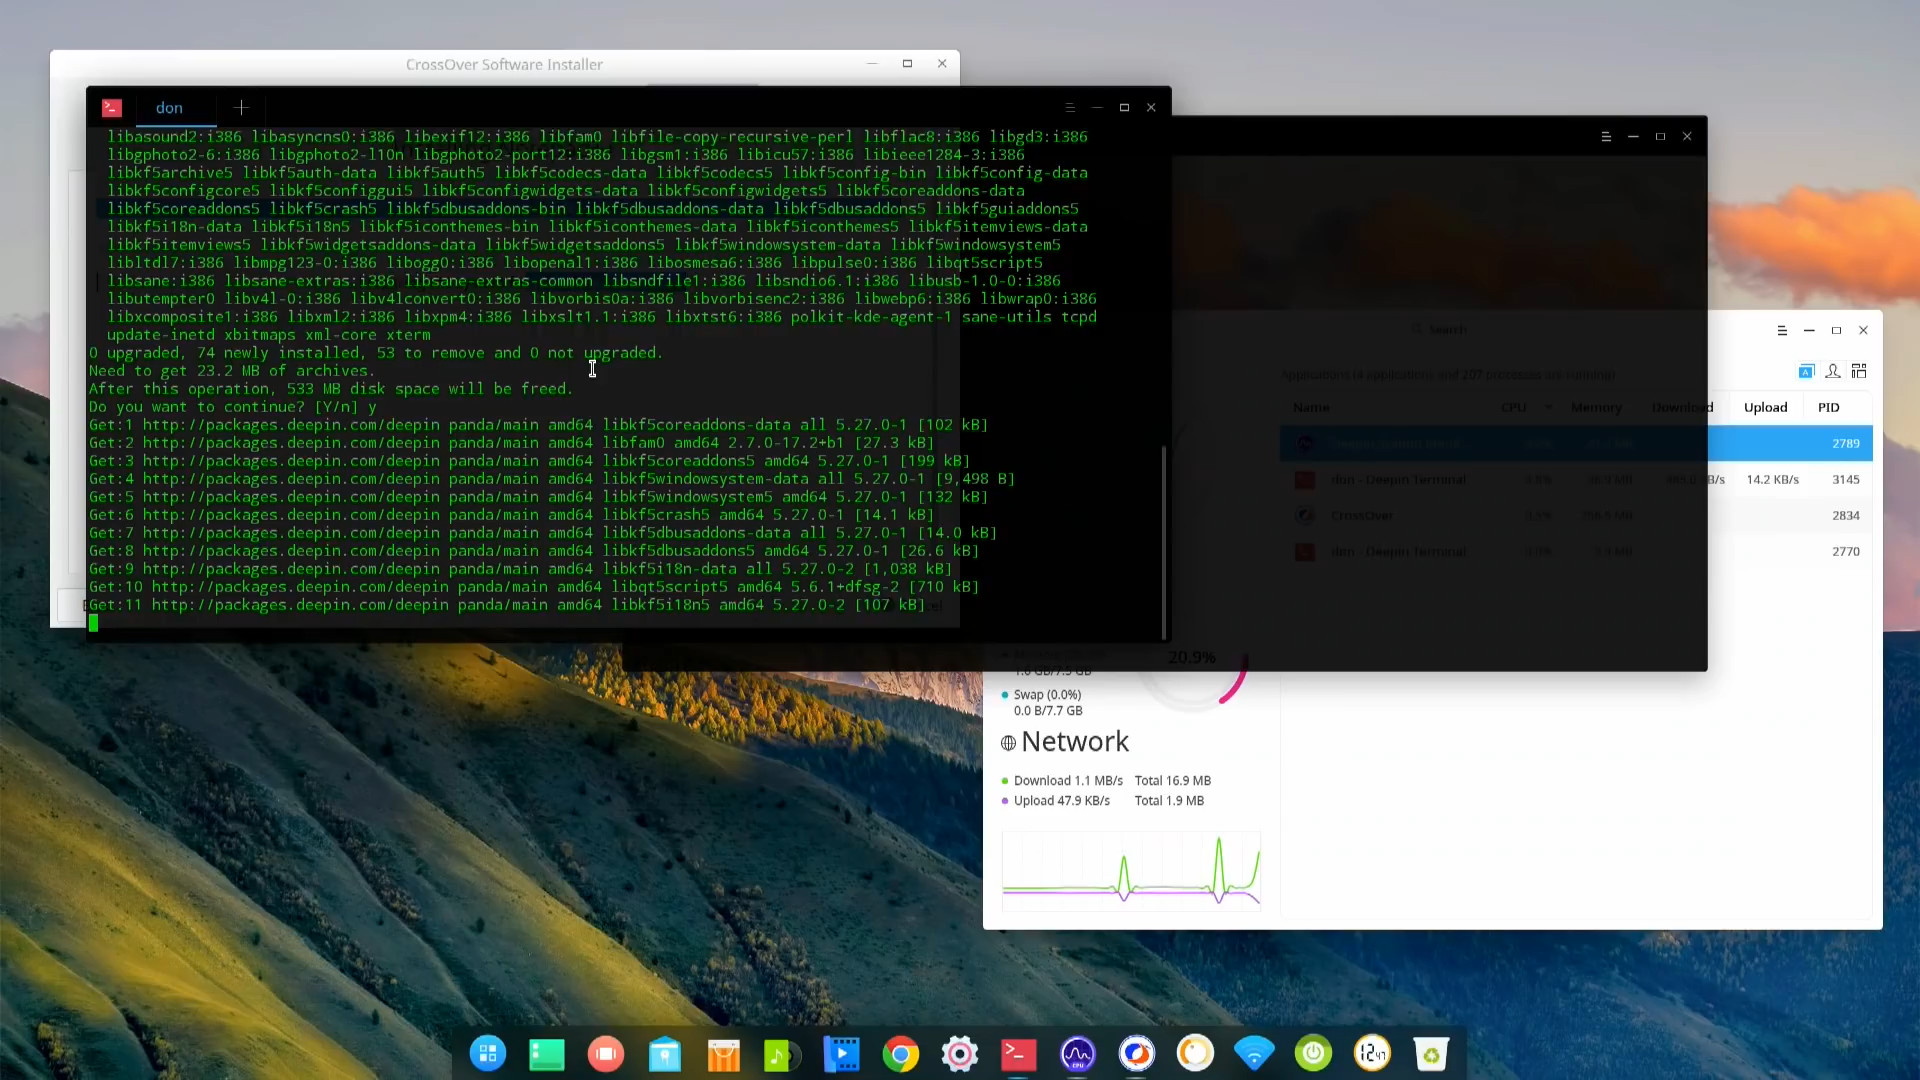 CrossOver Software Installer
don
libasound2:i386 libasyncns0:i386 libexif12:i386 libfam0 libfile-copy-recursive-perl libflac8:i386 libgd3:i386
libgphoto2-6:i386 libgphoto2-l10n libgphoto2-port12:i386 libgsm1:i386 libicu57:i386 libieee1284-3:i386
libkf5archive5 libkf5auth-data libkf5auth5 libkf5codecs-data libkf5codecs5 libkf5config-bin libkf5config-data
libkf5configcore5 libkf5configgui5 libkf5configwidgets-data libkf5configwidgets5 libkf5coreaddons-data
libkf5coreaddons5 libkf5crash5 libkf5dbusaddons-bin libkf5dbusaddons-data libkf5dbusaddons5 libkf5guiaddons5
libkf5i18n-data libkf5i18n5 libkf5iconthemes-bin libkf5iconthemes-data libkf5iconthemes5 libkf5itemviews-data
libkf5itemviews5 libkf5widgetsaddons-data libkf5widgetsaddons5 libkf5windowsystem-data libkf5windowsystem5
libltdl7:i386 libmpg123-0:i386 libogg0:i386 libopenal1:i386 libosmesa6:i386 libpulse0:i386 libqt5script5
libsane:i386 libsane-extras:i386 libsane-extras-common libsndfile1:i386 libsndio6.1:i386 libusb-1.0-0:i386
libutempter0 libv4l-0:i386 libv4lconvert0:i386 libvorbis0a:i386 libvorbisenc2:i386 libwebp6:i386 libwrap0:i386
libxcomposite1:i386 libxml2:i386 libxpm4:i386 libxslt1.1:i386 libxtst6:i386 polkit-kde-agent-1 sane-utils tcpd
update-inetd xbitmaps xml-core xterm
0 upgraded, 74 newly installed, 53 to remove and 0 not upgraded.
Need to get 23.2 MB of archives.
After this operation, 533 MB disk space will be freed.
Do you want to continue? [Y/n] y
Get:1 http://packages.deepin.com/deepin panda/main amd64 libkf5coreaddons-data all 5.27.0-1 [102 kB]
Get:2 http://packages.deepin.com/deepin panda/main amd64 libfam0 amd64 2.7.0-17.2+b1 [27.3 kB]
Get:3 http://packages.deepin.com/deepin panda/main amd64 libkf5coreaddons5 amd64 5.27.0-1 [199 kB]
Get:4 http://packages.deepin.com/deepin panda/main amd64 libkf5windowsystem-data all 5.27.0-1 [9,498 B]
Get:5 http://packages.deepin.com/deepin panda/main amd64 libkf5windowsystem5 amd64 5.27.0-1 [132 kB]
Get:6 http://packages.deepin.com/deepin panda/main amd64 libkf5crash5 amd64 5.27.0-1 [14.1 kB]
Get:7 http://packages.deepin.com/deepin panda/main amd64 libkf5dbusaddons-data all 5.27.0-1 [14.0 kB]
Get:8 http://packages.deepin.com/deepin panda/main amd64 libkf5dbusaddons5 amd64 5.27.0-1 [26.6 kB]
Get:9 http://packages.deepin.com/deepin panda/main amd64 libkf5i18n-data all 5.27.0-2 [1,038 kB]
Get:10 http://packages.deepin.com/deepin panda/main amd64 libqt5script5 amd64 5.6.1+dfsg-2 [710 kB]
Get:11 http://packages.deepin.com/deepin panda/main amd64 libkf5i18n5 amd64 5.27.0-2 [107 kB]
Search
Applications (4 applications and 207 processes are running)
Name CPU Memory Download Upload PID
2789
don - Deepin Terminal 14.2 KB/s 3145
CrossOver 2834
don - Deepin Terminal 2770
20.9%
Swap (0.0%)
0.0 B/7.7 GB
Network
Download 1.1 MB/s Total 16.9 MB
Upload 47.9 KB/s Total 1.9 MB
CPU
12:47